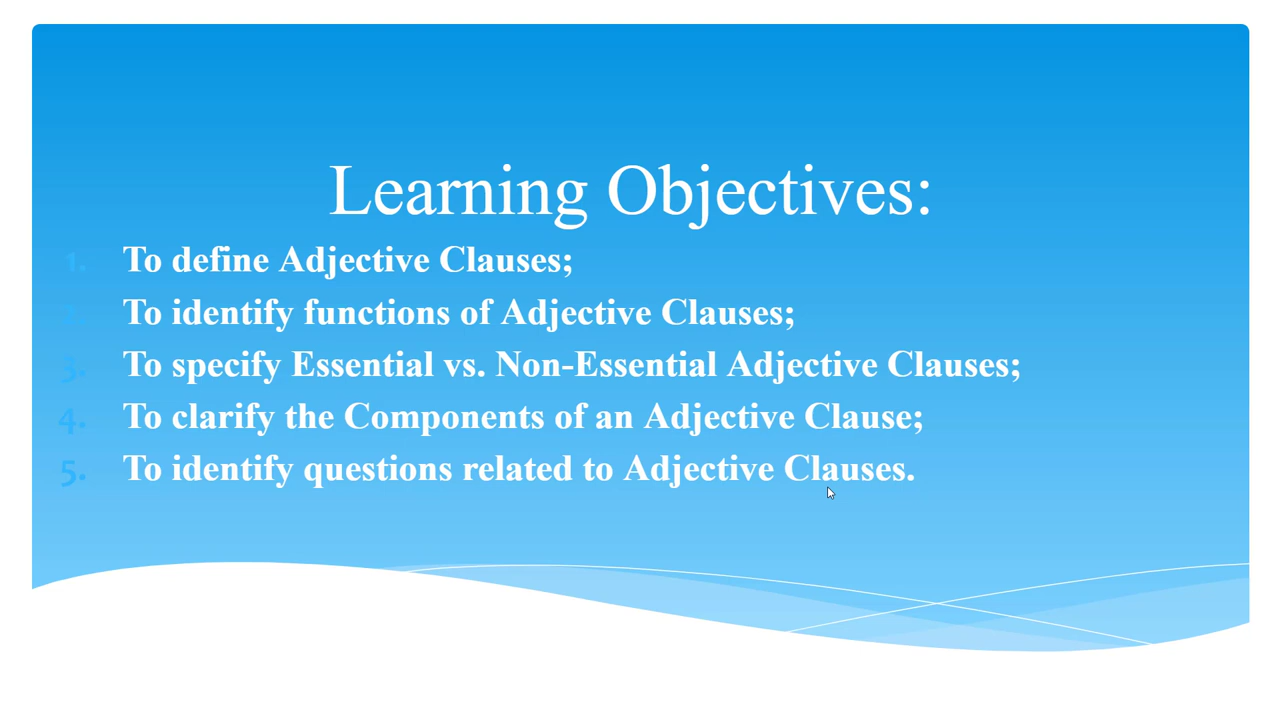 Learning Objectives:
1. To define Adjective Clauses;
2. To identify functions of Adjective Clauses;
3. To specify Essential vs. Non-Essential Adjective Clauses;
4. To clarify the Components of an Adjective Clause;
5. To identify questions related to Adjective Clauses.